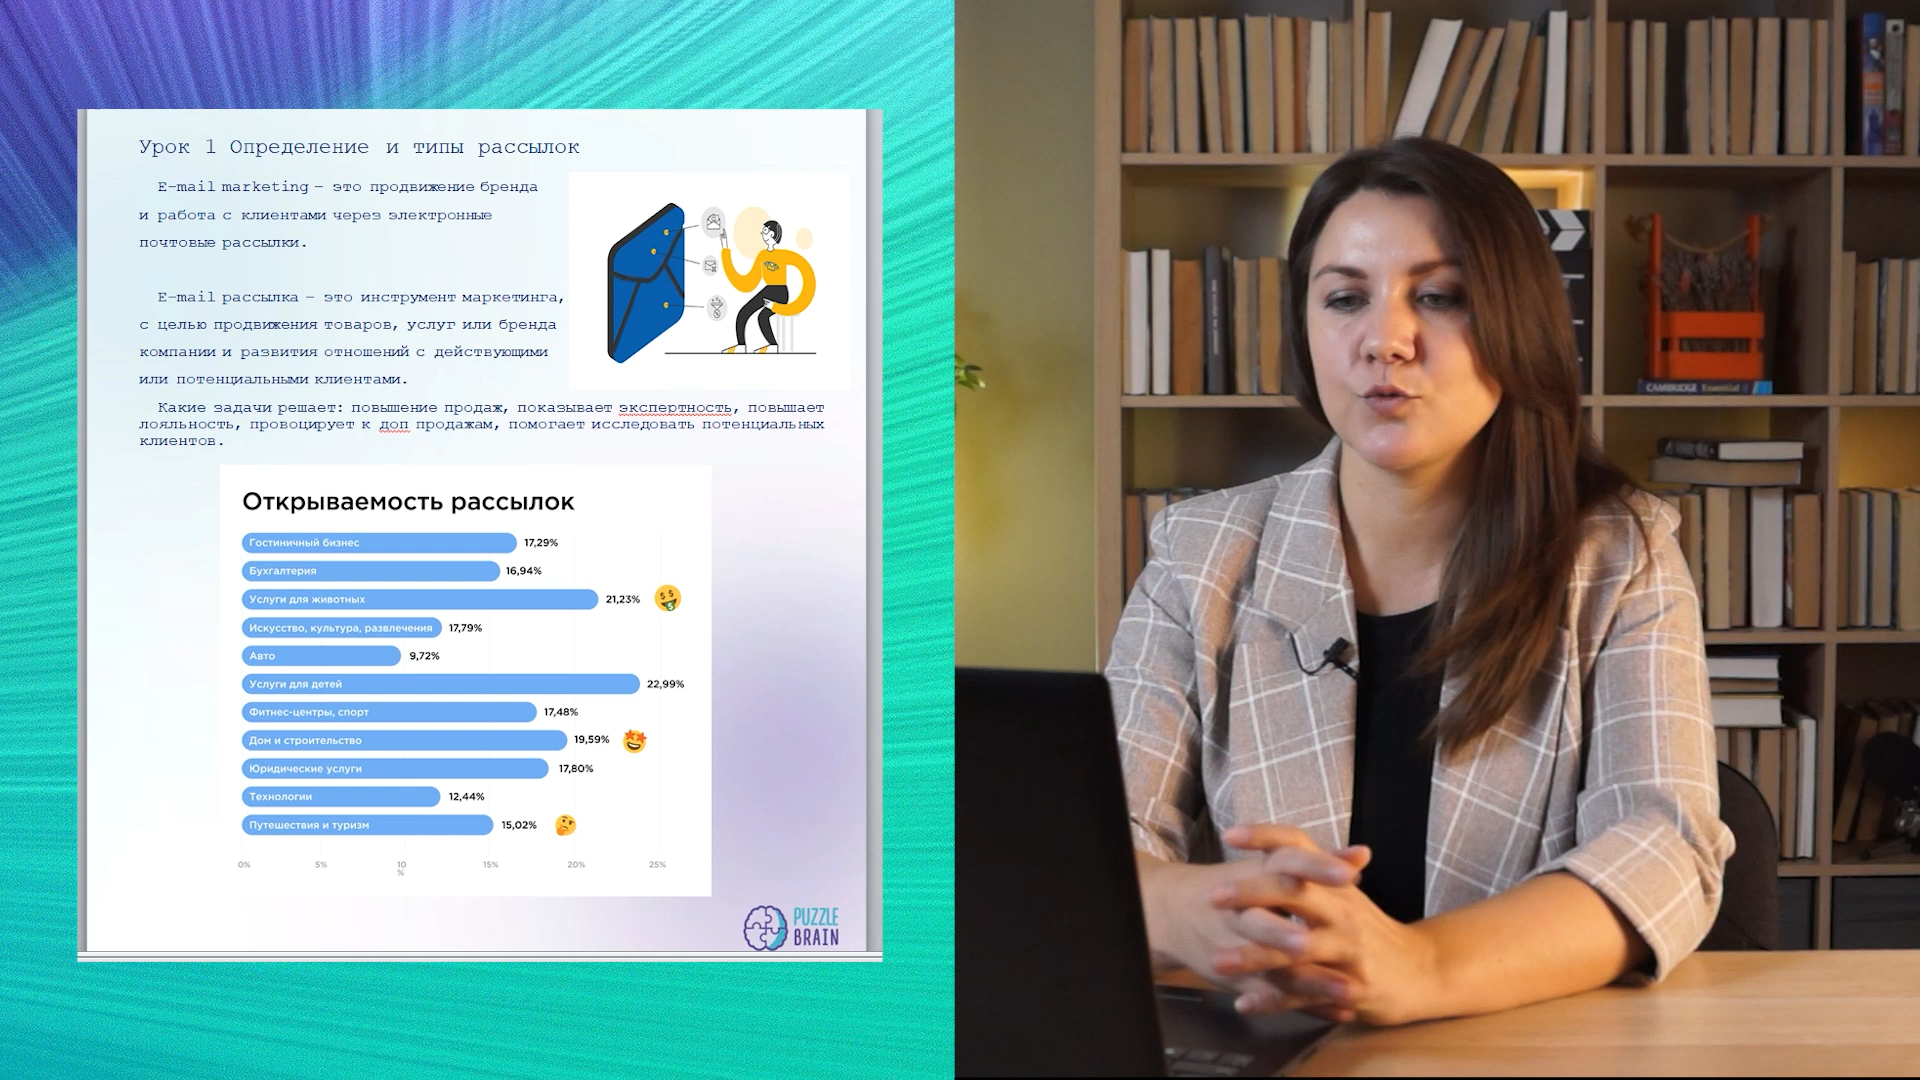 Урок 1 Определение и типы рассылок
E-mail marketing – это продвижение бренда
и работа с клиентами через электронные
почтовые рассылки.
E-mail рассылка – это инструмент маркетинга,
с целью продвижения товаров, услуг или бренда
компании и развития отношений с действующими
или потенциальными клиентами.
Какие задачи решает: повышение продаж, показывает экспертность, повышает
лояльность, провоцирует к доп продажам, помогает исследовать потенциальных
клиентов.
Открываемость рассылок
Гостиничный бизнес 17,29%
Бухгалтерия 16,94%
Услуги для животных 21,23%
Искусство, культура, развлечения 17,79%
Авто 9,72%
Услуги для детей 22,99%
Фитнес-центры, спорт 17,48%
Дом и строительство 19,59%
Юридические услуги 17,80%
Технологии 12,44%
Путешествия и туризм 15,02%
0% 5% 10 % 15% 20% 25%
PUZZLE
BRAIN
CAMBRIDGE Essential